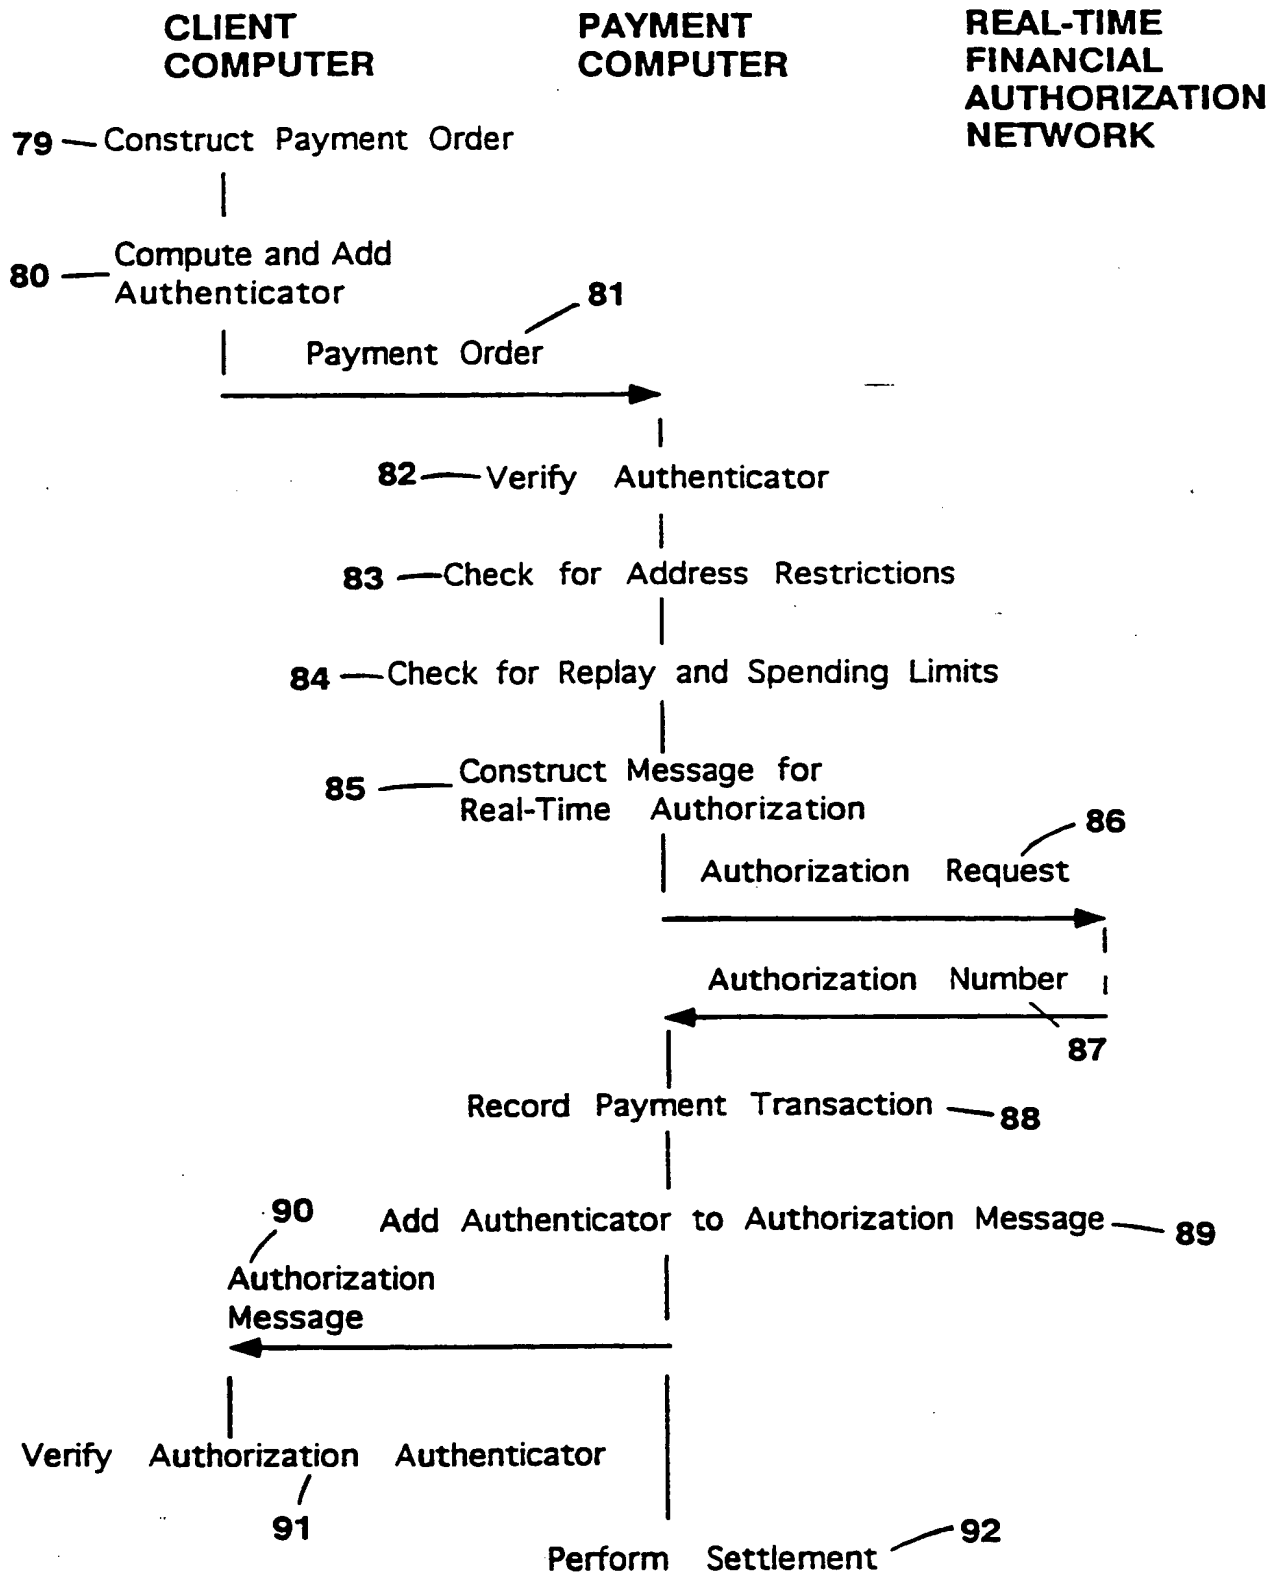 CLIENT
COMPUTER
PAYMENT
COMPUTER
REAL-TIME
FINANCIAL
AUTHORIZATION
NETWORK
79 Construct Payment Order
80 Compute and Add
Authenticator
81
Payment Order
82 Verify Authenticator
83 Check for Address Restrictions
84 Check for Replay and Spending Limits
85 Construct Message for
Real-Time Authorization
86
Authorization Request
Authorization Number
87
Record Payment Transaction 88
Add Authenticator to Authorization Message 89
90
Authorization
Message
Verify Authorization Authenticator
91
Perform Settlement 92